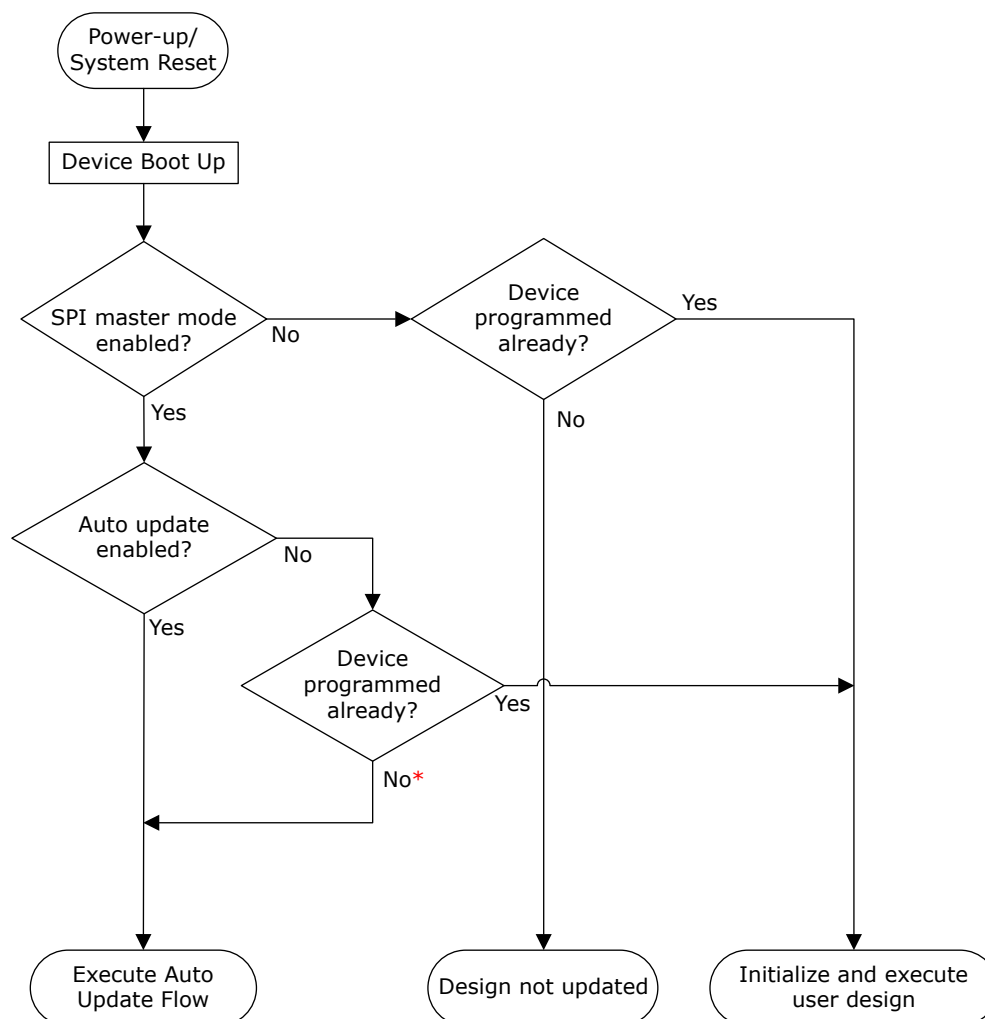 Power-up/
System Reset
Device Boot Up
SPI master mode
enabled?
No
Yes
Device
programmed
already?
Yes
No
Auto update
enabled?
No
Yes
Device
programmed
already?
Yes
No*
Execute Auto
Update Flow
Design not updated
Initialize and execute
user design